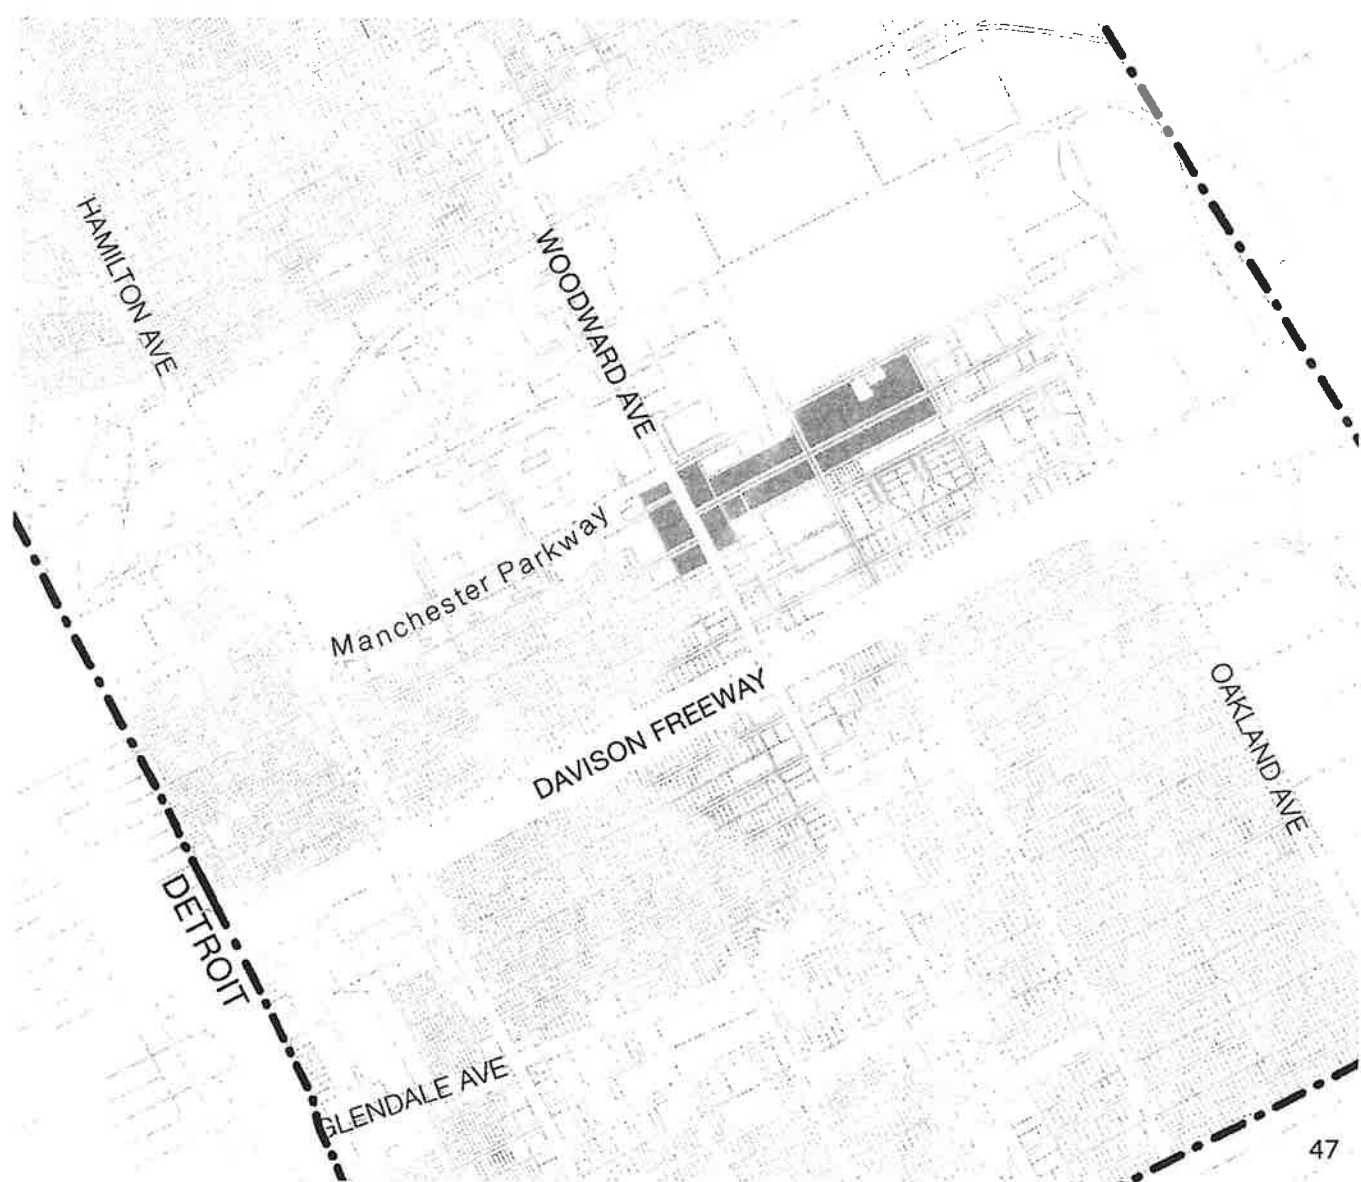 HAMILTON AVE
WOODWARD AVE
Manchester Parkway
DAVISON FREEWAY
OAKLAND AVE
DETROIT
GLENDALE AVE
47